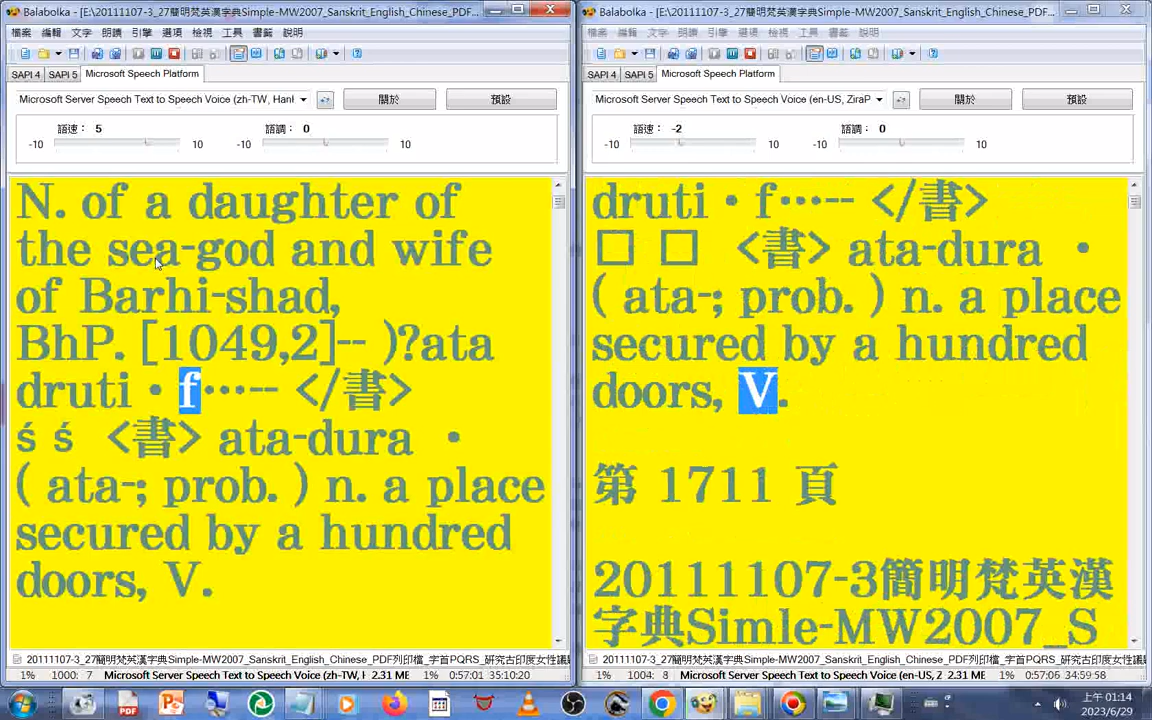 Balabolka - [E:\20111107-3_27簡明梵英漢字典Simple-MW2007_Sanskrit_English_Chinese_PDF...
檔案 編輯 文字 朗讀 引擎 選項 檢視 工具 書籤 說明
SAPI 4 SAPI 5 Microsoft Speech Platform
Microsoft Server Speech Text to Speech Voice (zh-TW, Hanl
關於 預設
語速： 5 語調： 0
-10 10 -10 10
N. of a daughter of
the sea-god and wife
of Barhi-shad,
BhP. [1049,2]-- )?ata
druti・f…-- </書>
ś ś <書> ata-dura ・
( ata-; prob. ) n. a place
secured by a hundred
doors, V.
20111107-3_27簡明梵英漢字典Simple-MW2007_Sanskrit_English_Chinese_PDF列印檔_字首PQRS_研究古印度女性議
1% 1000: 7 Microsoft Server Speech Text to Speech Voice (zh-TW, I 2.31 ME 1% 0:57:01 35:10:20
Balabolka - [E:\20111107-3_27簡明梵英漢字典Simple-MW2007_Sanskrit_English_Chinese_PDF...
檔案 編輯 文字 朗讀 引擎 選項 檢視 工具 書籤 說明
SAPI 4 SAPI 5 Microsoft Speech Platform
Microsoft Server Speech Text to Speech Voice (en-US, ZiraP
關於 預設
語速： -2 語調： 0
-10 10 -10 10
druti・f…-- </書>
□ □ <書> ata-dura ・
( ata-; prob. ) n. a place
secured by a hundred
doors, V.
第 1711 頁
20111107-3簡明梵英漢
字典Simle-MW2007_S
20111107-3_27簡明梵英漢字典Simple-MW2007_Sanskrit_English_Chinese_PDF列印檔_字首PQRS_研究古印度女性議
1% 1004: 8 Microsoft Server Speech Text to Speech Voice (en-US, 2 2.31 ME 1% 0:57:06 34:59:58
上午 01:14
2023/6/29